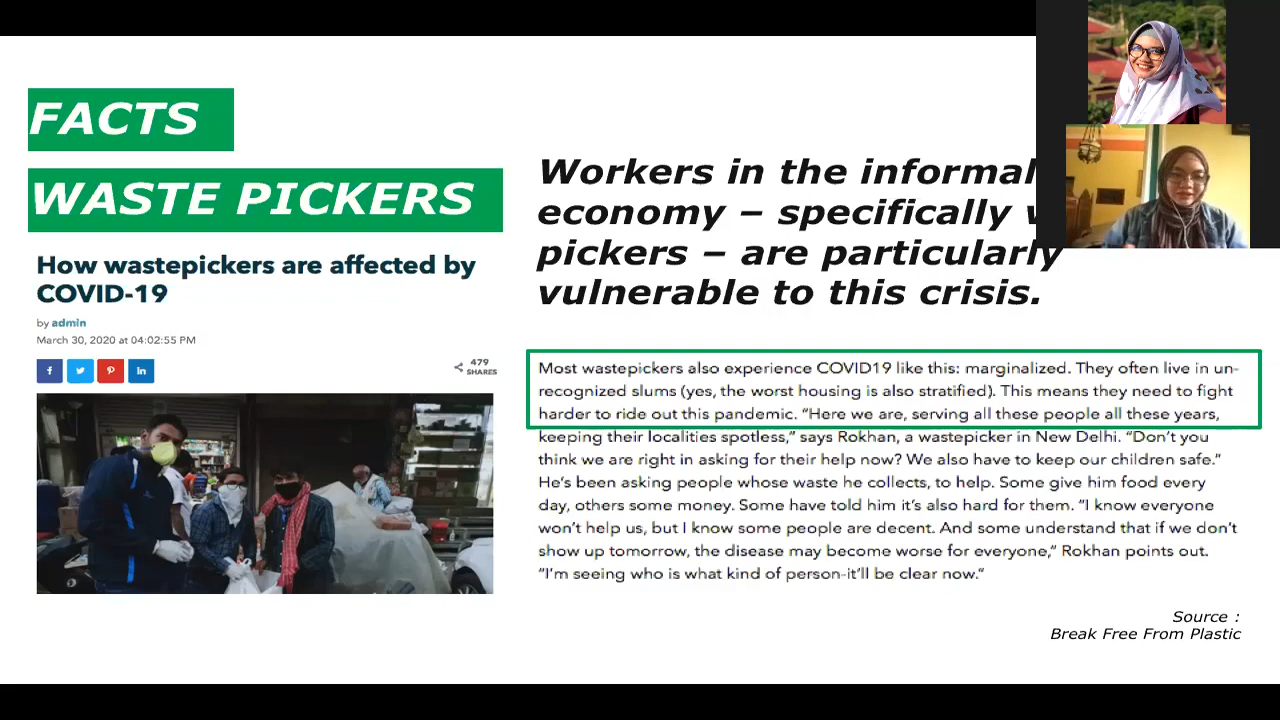 FACTS
WASTE PICKERS
How wastepickers are affected by
COVID-19
by admin
March 30, 2020 at 04:02:55 PM
479
SHARES
Workers in the informal
economy – specifically
pickers – are particularly
vulnerable to this crisis.
Most wastepickers also experience COVID19 like this: marginalized. They often live in un-
recognized slums (yes, the worst housing is also stratified). This means they need to fight
harder to ride out this pandemic. “Here we are, serving all these people all these years,
keeping their localities spotless,” says Rokhan, a wastepicker in New Delhi. “Don’t you
think we are right in asking for their help now? We also have to keep our children safe.”
He’s been asking people whose waste he collects, to help. Some give him food every
day, others some money. Some have told him it’s also hard for them. “I know everyone
won’t help us, but I know some people are decent. And some understand that if we don’t
show up tomorrow, the disease may become worse for everyone,” Rokhan points out.
“I’m seeing who is what kind of person-it’ll be clear now.“
Source :
Break Free From Plastic